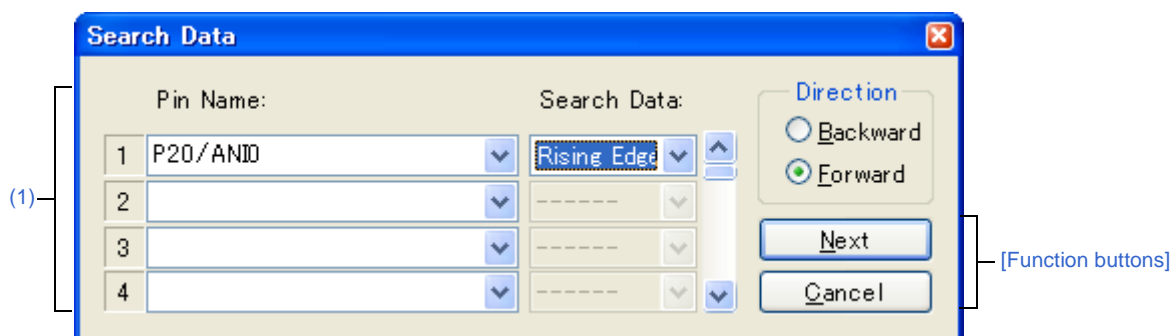 Search Data
Pin Name:
Search Data:
Direction
Backward
Forward
1 P20/ANI0 Rising Edge
2 ------
3 ------
4 ------
Next
Cancel
(1)
[Function buttons]